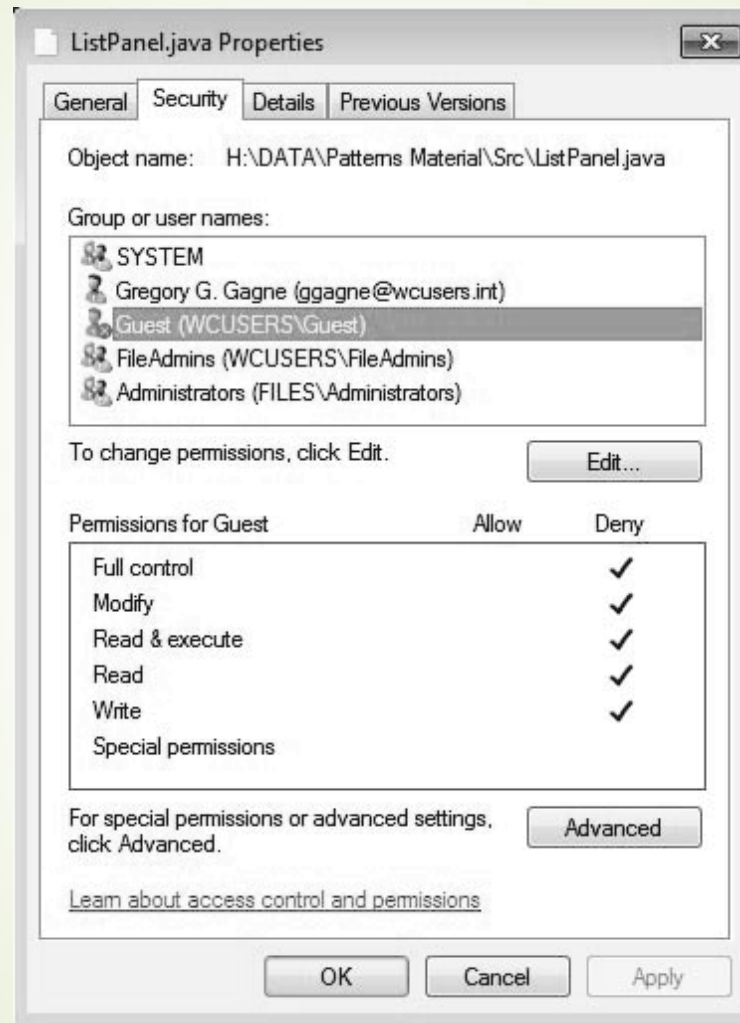 ListPanel.java Properties
General Security Details Previous Versions
Object name: H:\DATA\Patterns Material\Src\ListPanel.java
Group or user names:
SYSTEM
Gregory G. Gagne (ggagne@wcusers.int)
Guest (WCUSERS\Guest)
FileAdmins (WCUSERS\FileAdmins)
Administrators (FILES\Administrators)
To change permissions, click Edit. Edit...
Permissions for Guest Allow Deny
Full control
Modify
Read & execute
Read
Write
Special permissions
For special permissions or advanced settings, Advanced
click Advanced.
Learn about access control and permissions
OK Cancel Apply